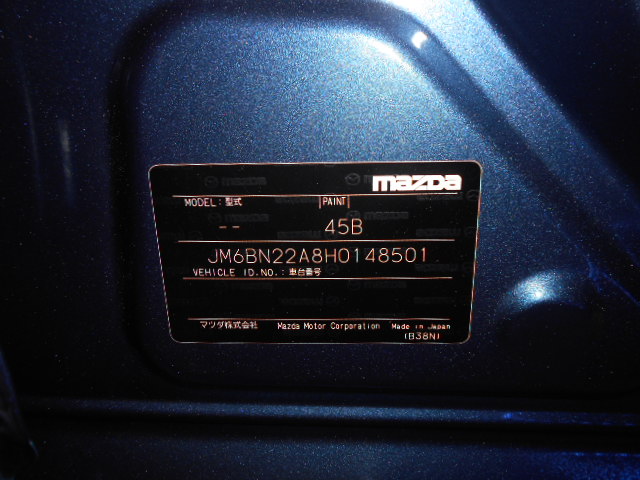 mazda
MODEL: 型式 PAINT
-- 45B
JM6BN22A8H0148501
VEHICLE ID.NO.: 車台番号
マツダ株式会社 Mazda Motor Corporation Made in Japan
(B38N)